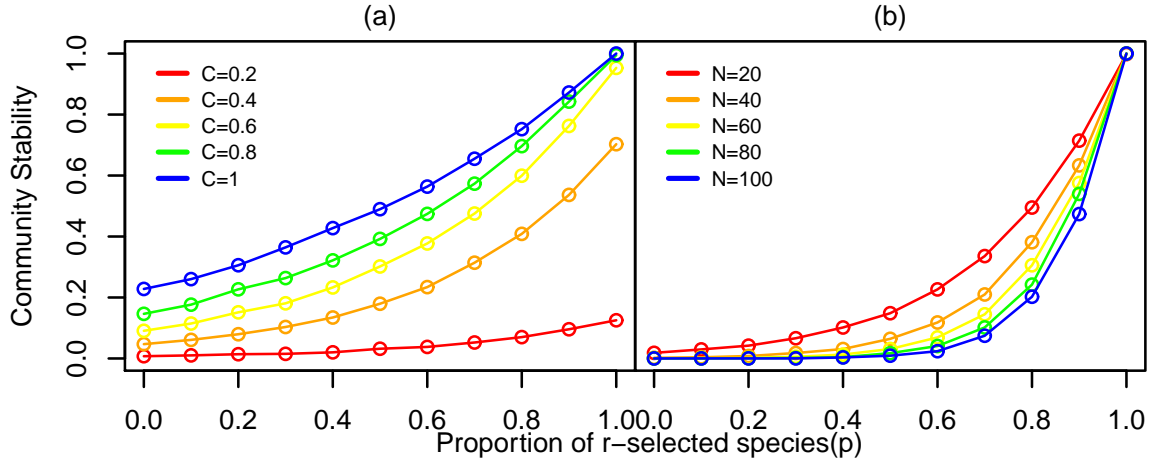 (a)
(b)
Community Stability
1.0
0.8
0.6
0.4
0.2
0.0
C=0.2
C=0.4
C=0.6
C=0.8
C=1
N=20
N=40
N=60
N=80
N=100
0.0 0.2 0.4 0.6 0.8 1.0 0.0 0.2 0.4 0.6 0.8 1.0
Proportion of r−selected species(p)